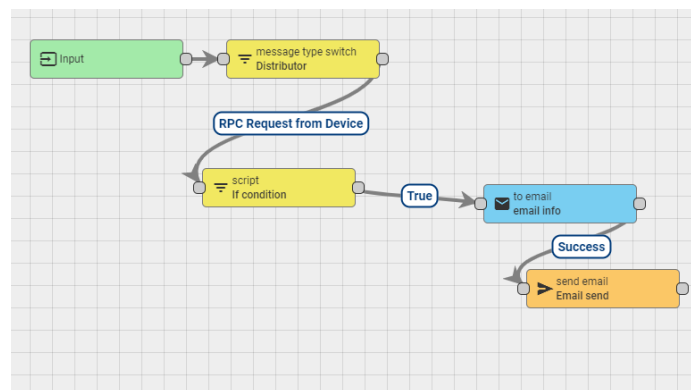 Input
message type switch
Distributor
RPC Request from Device
script
If condition
True
to email
email info
Success
send email
Email send